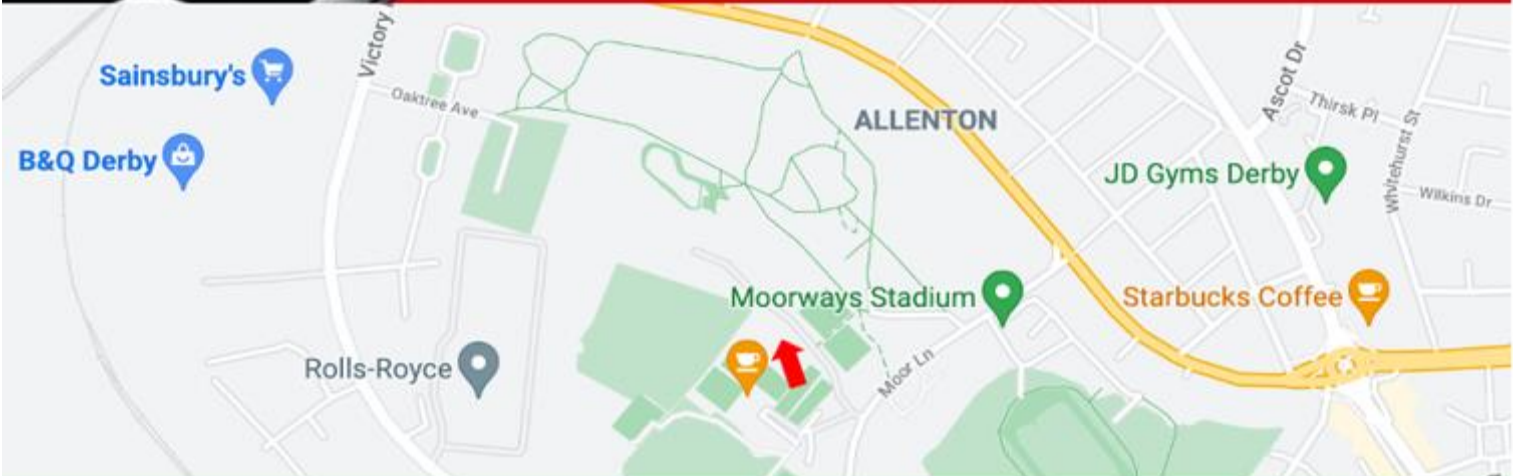 Sainsbury's
Victory
Oaktree Ave
B&Q Derby
ALLENTON
Ascot Dr
Thirsk Pl
Whitehurst St
JD Gyms Derby
Wilkins Dr
Moorways Stadium
Starbucks Coffee
Rolls-Royce
Moor Ln